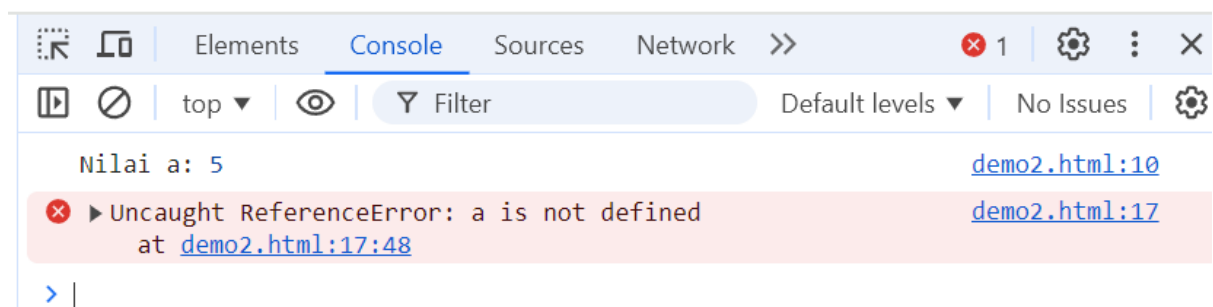 Elements Console Sources Network 1
top Filter Default levels No Issues
Nilai a: 5 demo2.html:10
Uncaught ReferenceError: a is not defined demo2.html:17
at demo2.html:17:48